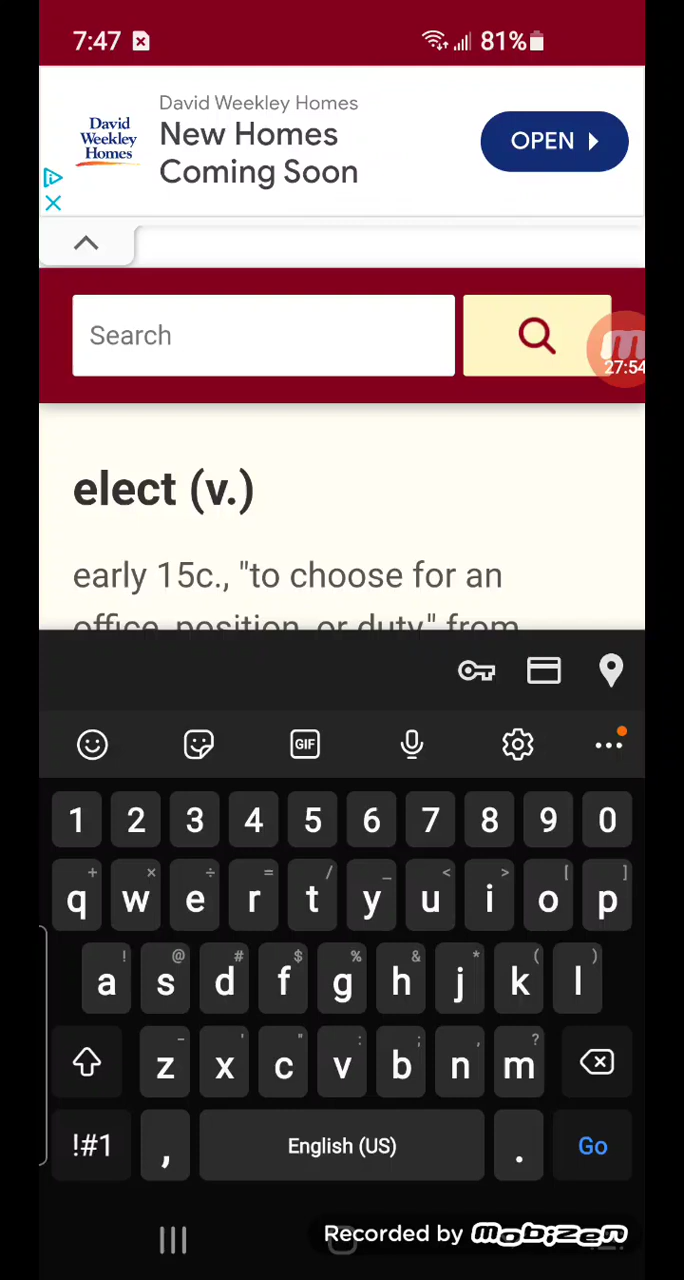 7:47
81%
David Weekley Homes
David Weekley Homes
New Homes
Coming Soon
OPEN
Search
27:54
elect (v.)
early 15c., "to choose for an
office, position, or duty," from
GIF
1 2 3 4 5 6 7 8 9 0
+ × ÷ = / _ < > [ ]
q w e r t y u i o p
! @ # $ % & * ( )
a s d f g h j k l
- ' " : ; , ?
z x c v b n m
!#1 , English (US) . Go
Recorded by mobizen